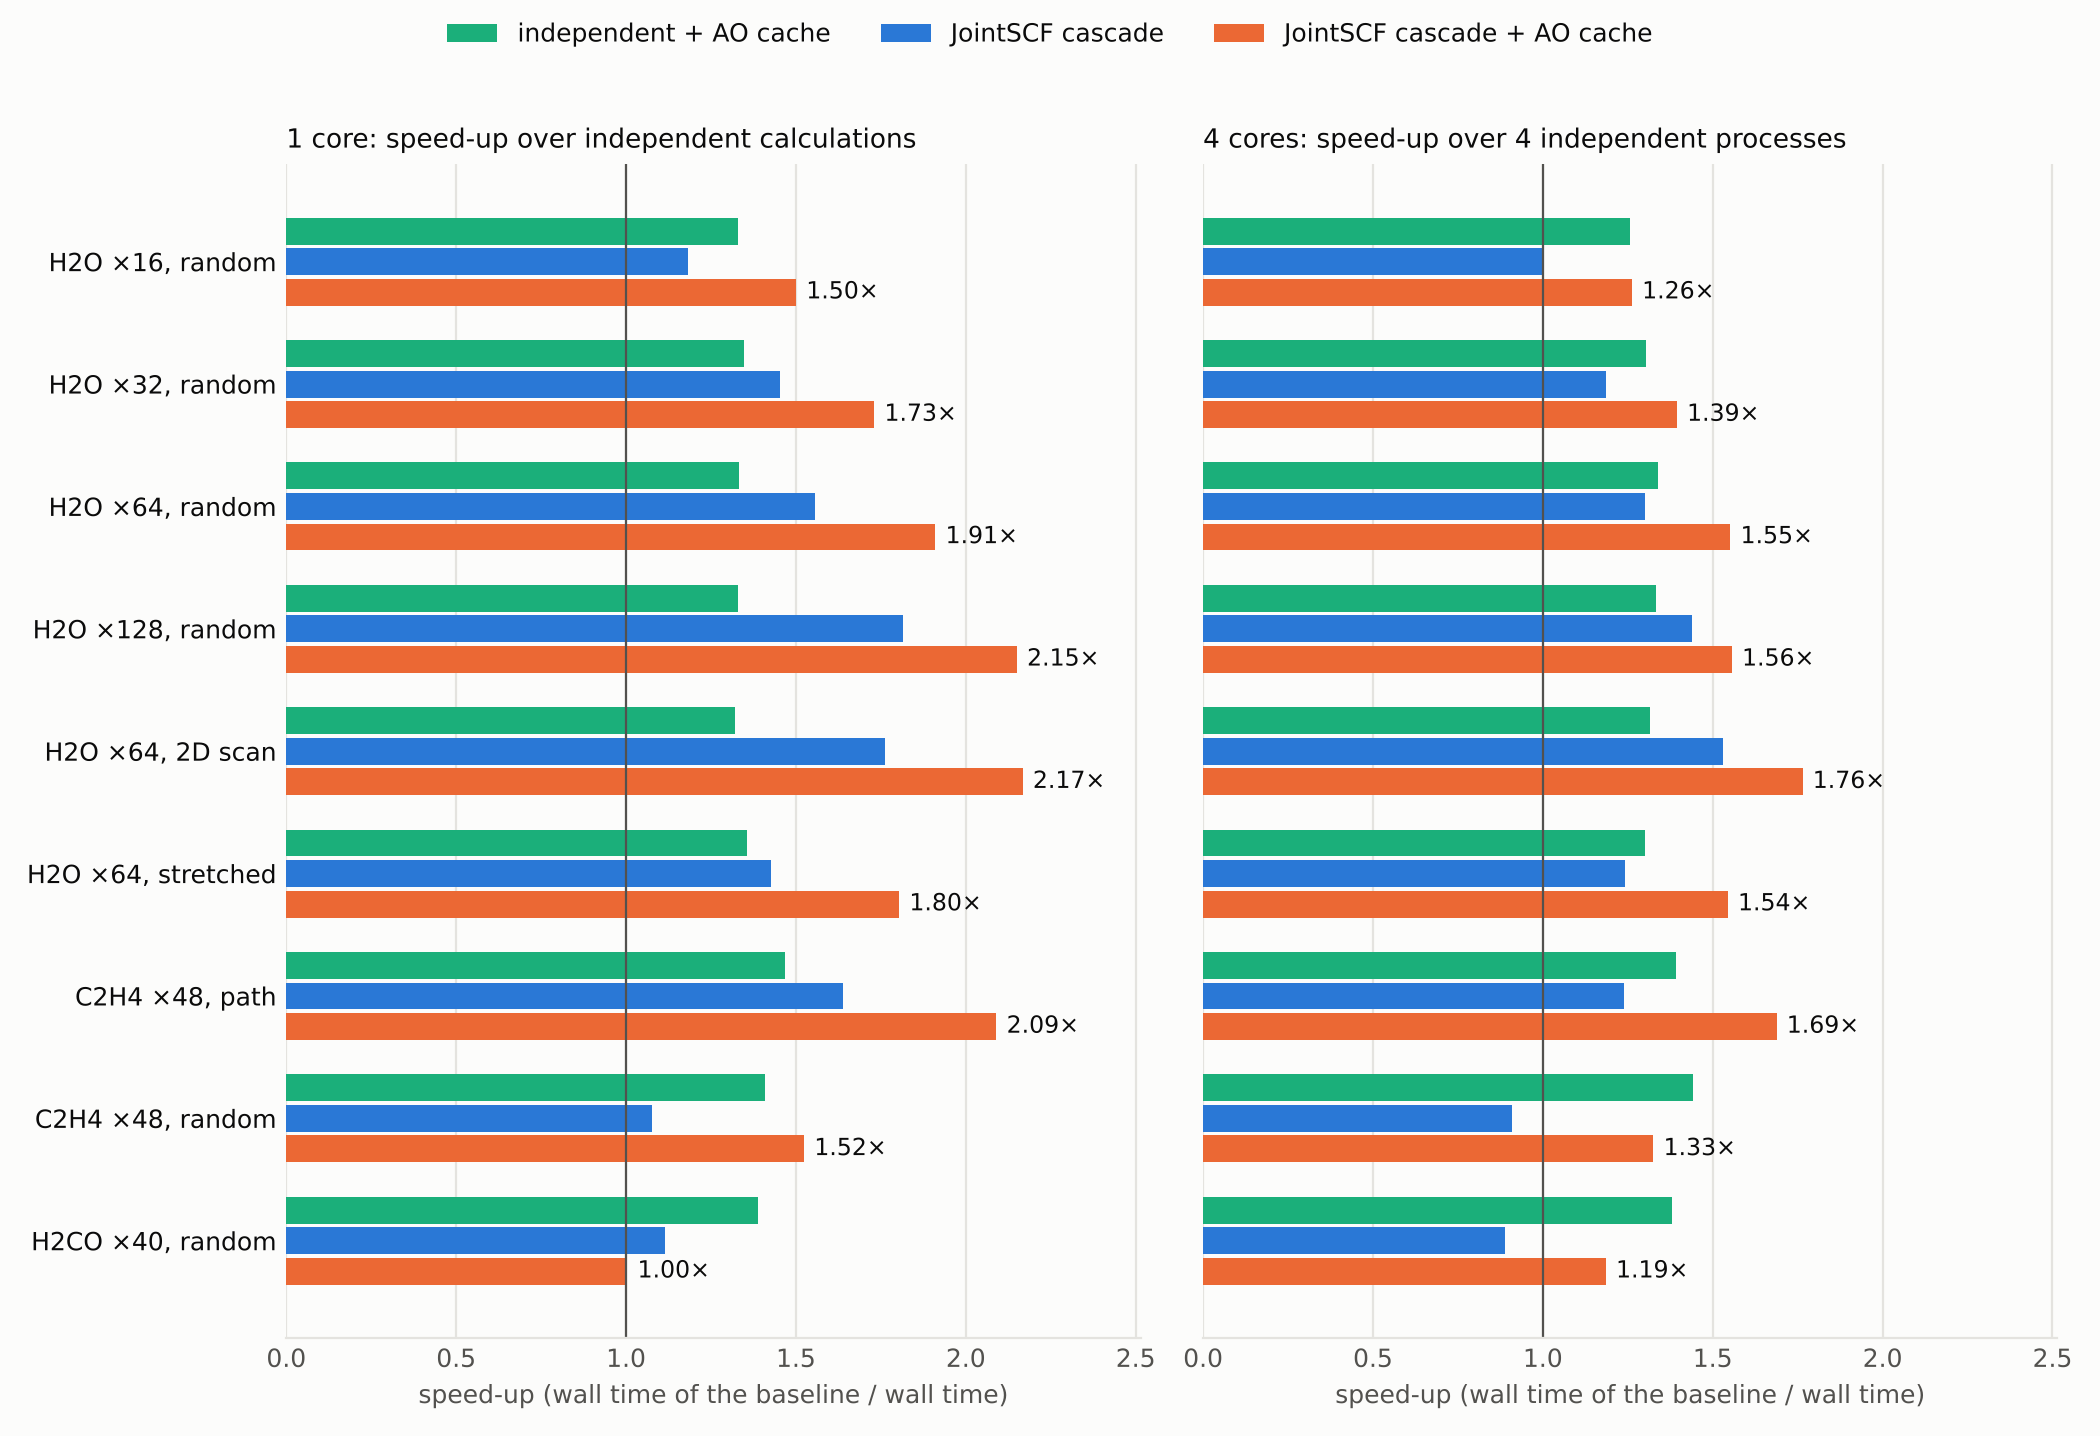 independent + AO cache JointSCF cascade JointSCF cascade + AO cache
1 core: speed-up over independent calculations
H2O ×16, random
1.50×
H2O ×32, random
1.73×
H2O ×64, random
1.91×
H2O ×128, random
2.15×
H2O ×64, 2D scan
2.17×
H2O ×64, stretched
1.80×
C2H4 ×48, path
2.09×
C2H4 ×48, random
1.52×
H2CO ×40, random
1.00×
0.0 0.5 1.0 1.5 2.0 2.5
speed-up (wall time of the baseline / wall time)
4 cores: speed-up over 4 independent processes
1.26×
1.39×
1.55×
1.56×
1.76×
1.54×
1.69×
1.33×
1.19×
0.0 0.5 1.0 1.5 2.0 2.5
speed-up (wall time of the baseline / wall time)